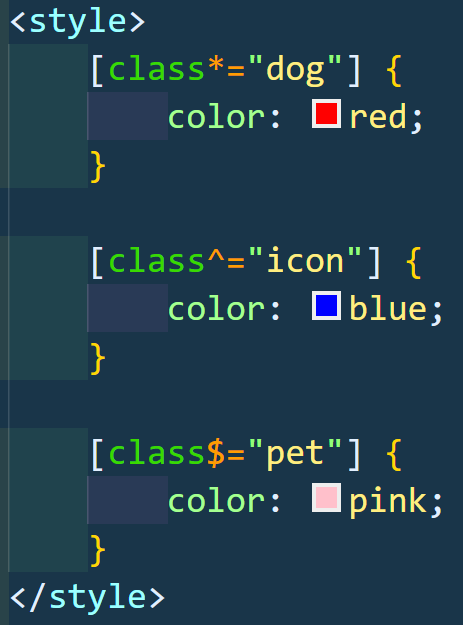 <style>
[class*="dog"] {
color: red;
}
[class^="icon"] {
color: blue;
}
[class$="pet"] {
color: pink;
}
</style>